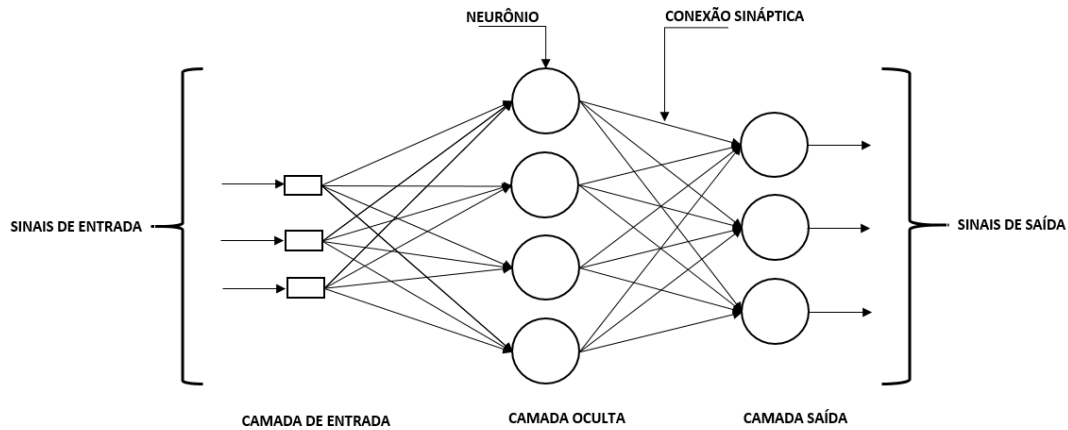 NEURÔNIO
CONEXÃO SINÁPTICA
SINAIS DE ENTRADA
SINAIS DE SAÍDA
CAMADA DE ENTRADA
CAMADA OCULTA
CAMADA SAÍDA